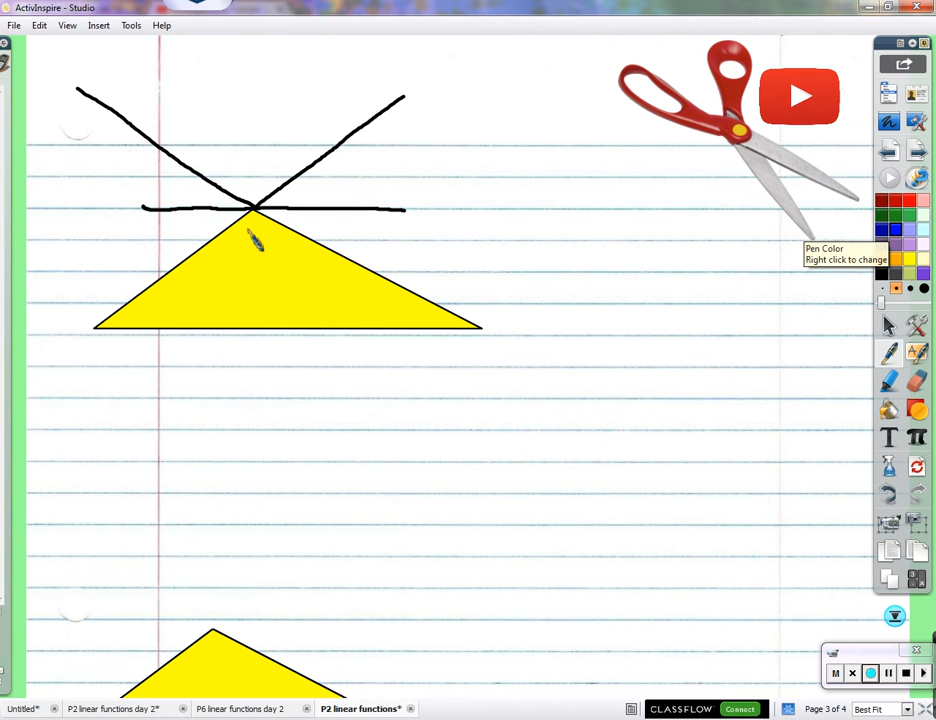 ActivInspire - Studio
File Edit View Insert Tools Help
Pen Color
Right click to change
T π
M
Untitled* P2 linear functions day 2* P6 linear functions day 2 P2 linear functions* CLASSFLOW Connect Page 3 of 4 Best Fit